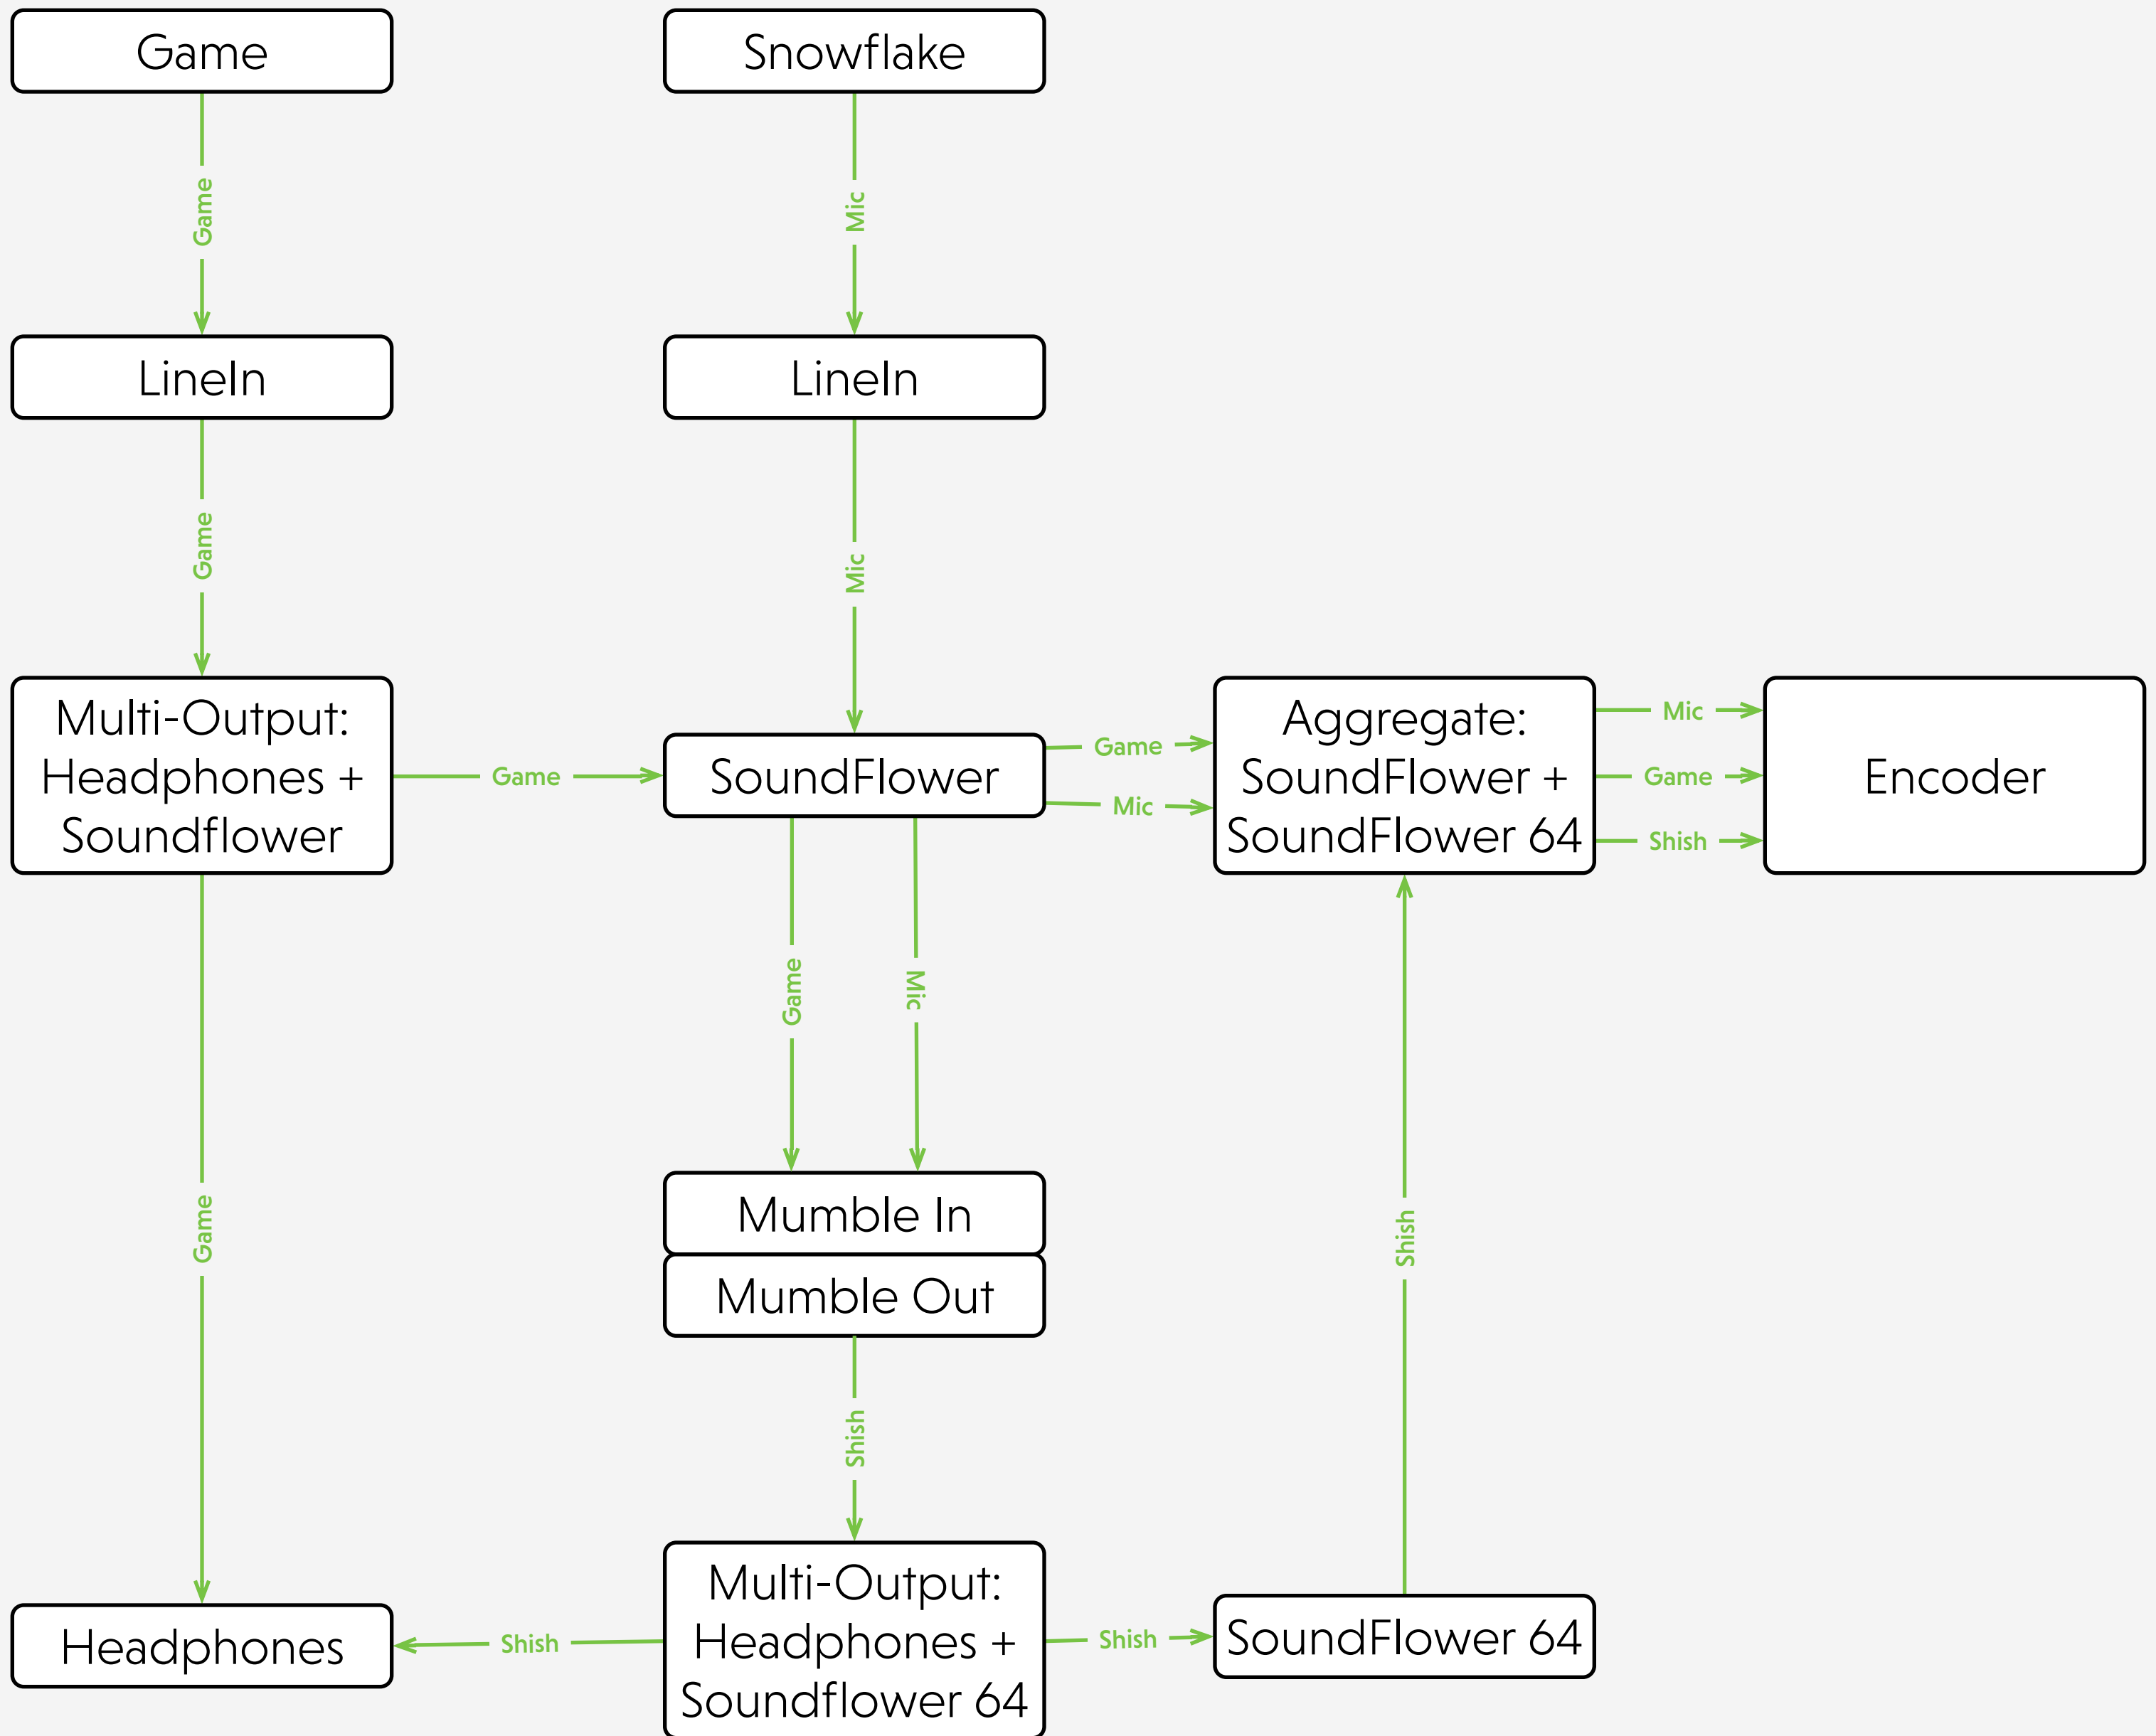 Game
Snowflake
Game
Mic
LineIn
LineIn
Game
Mic
Multi-Output:
Headphones +
Soundflower
Game
SoundFlower
Game
Mic
Aggregate:
SoundFlower +
SoundFlower 64
Mic
Game
Shish
Encoder
Game
Mic
Game
Mumble In
Mumble Out
Shish
Shish
Headphones
Shish
Multi-Output:
Headphones +
Soundflower 64
Shish
SoundFlower 64